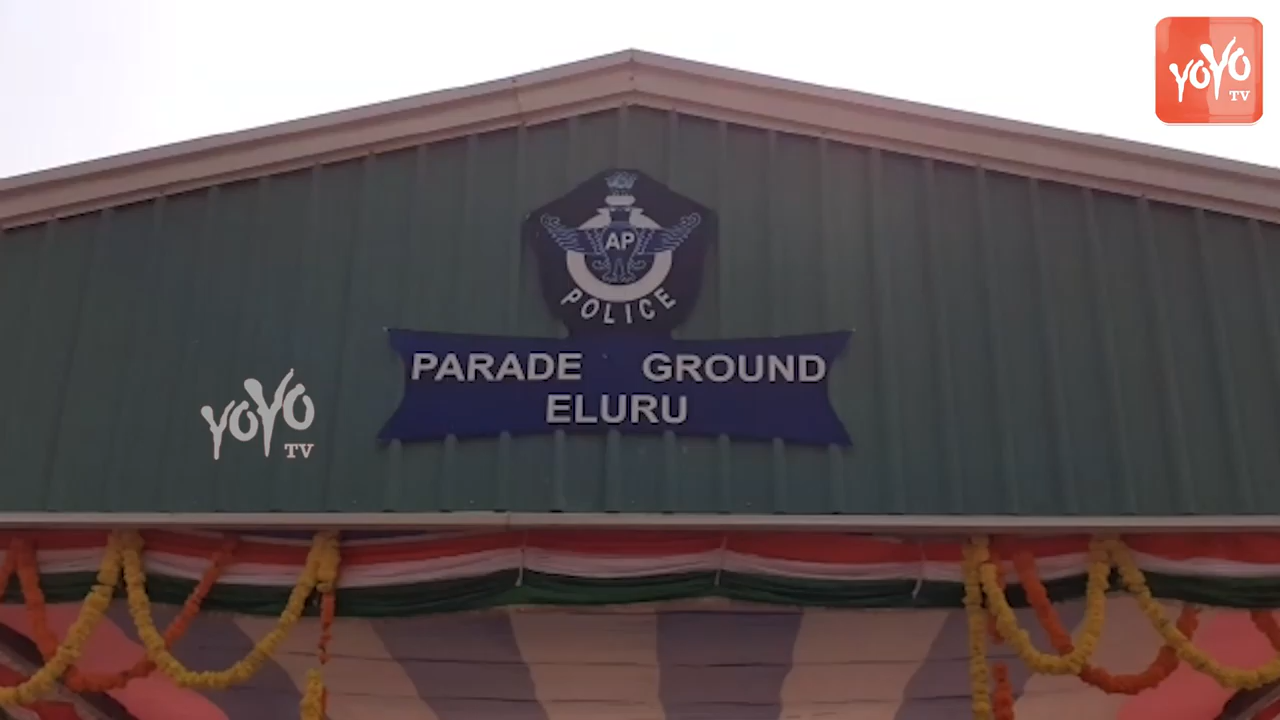 YOYO
TV
AP
POLICE
PARADE GROUND
ELURU
YOYO
TV